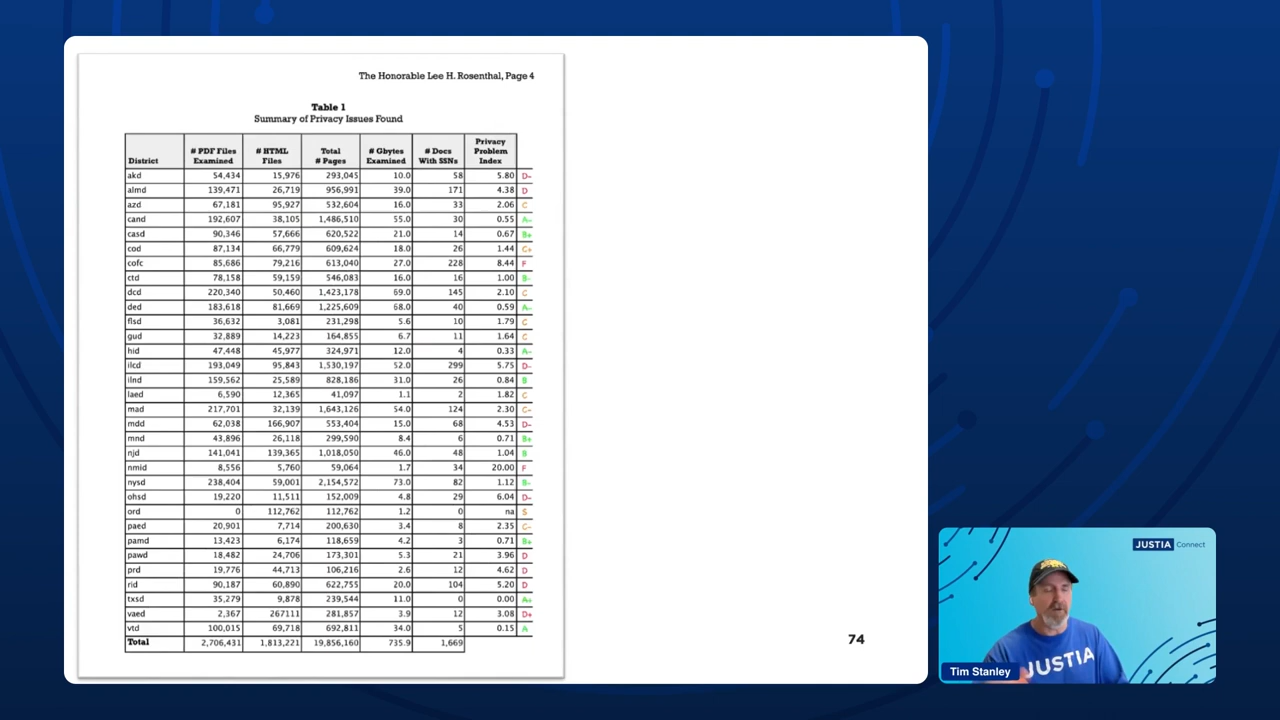 The Honorable Lee H. Rosenthal, Page 4
Table 1
Summary of Privacy Issues Found
District # PDF Files Examined # HTML Files Total # Pages # Gbytes Examined # Docs With SSNs Privacy Problem Index
akd 54,434 15,976 293,045 10.0 58 5.80 D-
almd 139,471 26,719 956,991 39.0 171 4.38 D
azd 67,181 95,927 532,604 16.0 33 2.06 C
cand 192,607 38,105 1,486,510 55.0 30 0.55 A-
casd 90,346 57,666 620,522 21.0 14 0.67 B+
cod 87,134 66,779 609,624 18.0 26 1.44 C+
cofc 85,686 79,216 613,040 27.0 228 8.44 F
ctd 78,158 59,159 546,083 16.0 16 1.00 B-
dcd 220,340 50,460 1,423,178 69.0 145 2.10 C
ded 183,618 81,669 1,225,609 68.0 40 0.59 A-
flsd 36,632 3,081 231,298 5.6 10 1.79 C
gud 32,889 14,223 164,855 6.7 11 1.64 C
hid 47,448 45,977 324,971 12.0 4 0.33 A-
ilcd 193,049 95,843 1,530,197 52.0 299 5.75 D-
ilnd 159,562 25,589 828,186 31.0 26 0.84 B
laed 6,590 12,365 41,097 1.1 2 1.82 C
mad 217,701 32,139 1,643,126 54.0 124 2.30 C-
mdd 62,038 166,907 553,404 15.0 68 4.53 D-
mnd 43,896 26,118 299,590 8.4 6 0.71 B+
njd 141,041 139,365 1,018,050 46.0 48 1.04 B
nmid 8,556 5,760 59,064 1.7 34 20.00 F
nysd 238,404 59,001 2,154,572 73.0 82 1.12 B-
ohsd 19,220 11,511 152,009 4.8 29 6.04 D-
ord 0 112,762 112,762 1.2 0 na S
paed 20,901 7,714 200,630 3.4 8 2.35 C-
pamd 13,423 6,174 118,659 4.2 3 0.71 B+
pawd 18,482 24,706 173,301 5.3 21 3.96 D
prd 19,776 44,713 106,216 2.6 12 4.62 D
rid 90,187 60,890 622,755 20.0 104 5.20 D
txsd 35,279 9,878 239,544 11.0 0 0.00 A+
vaed 2,367 267111 281,857 3.9 12 3.08 D+
vtd 100,015 69,718 692,811 34.0 5 0.15 A
Total 2,706,431 1,813,221 19,856,160 735.9 1,669
74
JUSTIA Connect
JUSTIA
Tim Stanley